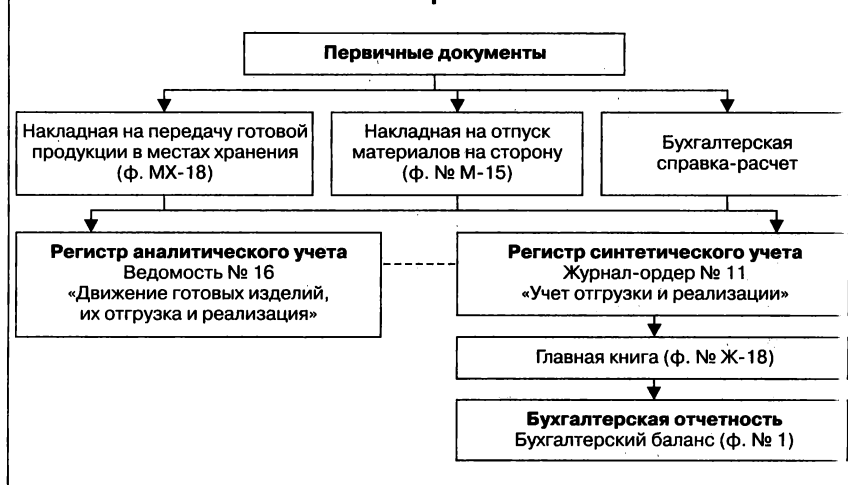 Первичные документы
Накладная на передачу готовой
продукции в местах хранения
(ф. МХ-18)
Накладная на отпуск
материалов на сторону
(ф. № М-15)
Бухгалтерская
справка-расчет
Регистр аналитического учета
Ведомость № 16
«Движение готовых изделий,
их отгрузка и реализация»
Регистр синтетического учета
Журнал-ордер № 11
«Учет отгрузки и реализации»
Главная книга (ф. № Ж-18)
Бухгалтерская отчетность
Бухгалтерский баланс (ф. № 1)